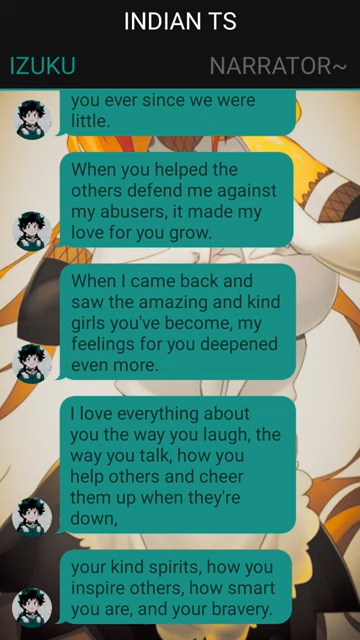 INDIAN TS
IZUKU
NARRATOR~
you ever since we were
little.
When you helped the
others defend me against
my abusers, it made my
love for you grow.
When I came back and
saw the amazing and kind
girls you've become, my
feelings for you deepened
even more.
I love everything about
you the way you laugh, the
way you talk, how you
help others and cheer
them up when they're
down,
your kind spirits, how you
inspire others, how smart
you are, and your bravery.